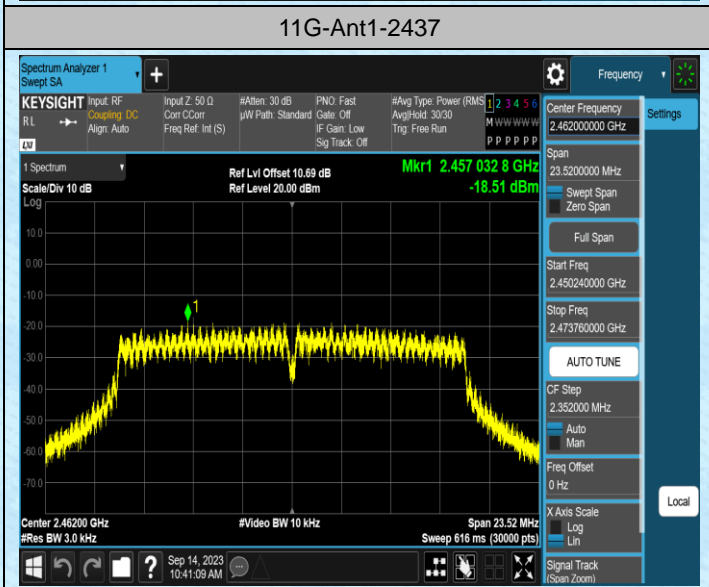 11G-Ant1-2437
Spectrum Analyzer 1
Swept SA
+
Frequency
KEYSIGHT
RL
LXI
Input: RF
Coupling: DC
Align: Auto
Input Z: 50 Ω
Corr CCorr
Freq Ref: Int (S)
#Atten: 30 dB
µW Path: Standard
PNO: Fast
Gate: Off
IF Gain: Low
Sig Track: Off
#Avg Type: Power (RMS
Avg|Hold: 30/30
Trig: Free Run
1 2 3 4 5 6
M W W W W W
P P P P P P
1 Spectrum
Scale/Div 10 dB
Ref Lvl Offset 10.69 dB
Ref Level 20.00 dBm
Mkr1 2.457 032 8 GHz
-18.51 dBm
Log
10.0
0.00
-10.0
-20.0
-30.0
-40.0
-50.0
-60.0
-70.0
1
Center 2.46200 GHz
#Res BW 3.0 kHz
#Video BW 10 kHz
Span 23.52 MHz
Sweep 616 ms (30000 pts)
?
Sep 14, 2023
10:41:09 AM
Center Frequency
2.462000000 GHz
Span
23.5200000 MHz
Swept Span
Zero Span
Full Span
Start Freq
2.450240000 GHz
Stop Freq
2.473760000 GHz
AUTO TUNE
CF Step
2.352000 MHz
Auto
Man
Freq Offset
0 Hz
X Axis Scale
Log
Lin
Signal Track
(Span Zoom)
Settings
Local